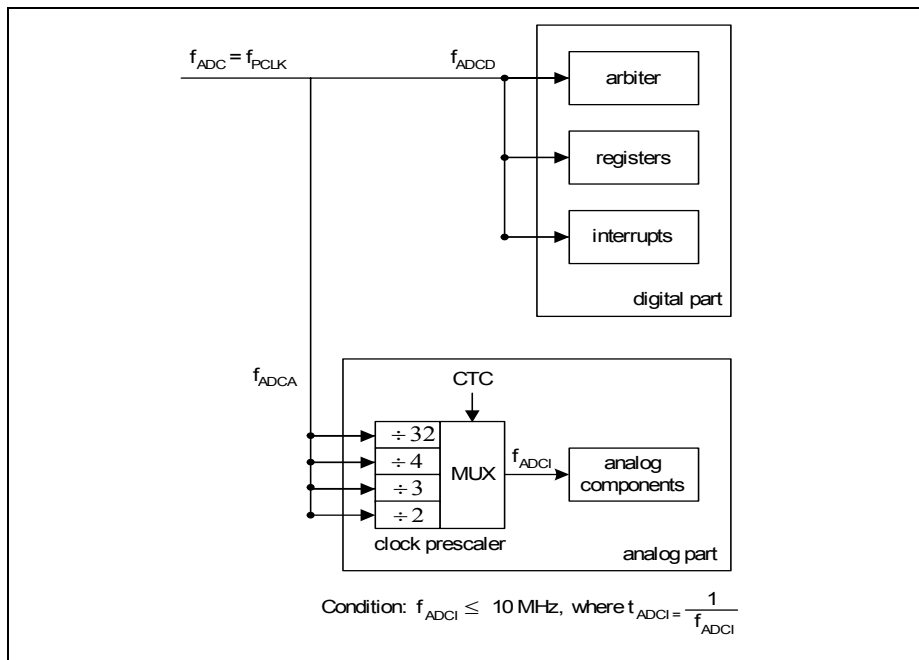 fADC = fPCLK
fADCD
arbiter
registers
interrupts
digital part
fADCA
CTC
÷ 32
÷ 4
÷ 3
÷ 2
MUX
fADCI
analog
components
clock prescaler
analog part
Condition: fADCI ≤ 10 MHz, where tADCI = 1
fADCI